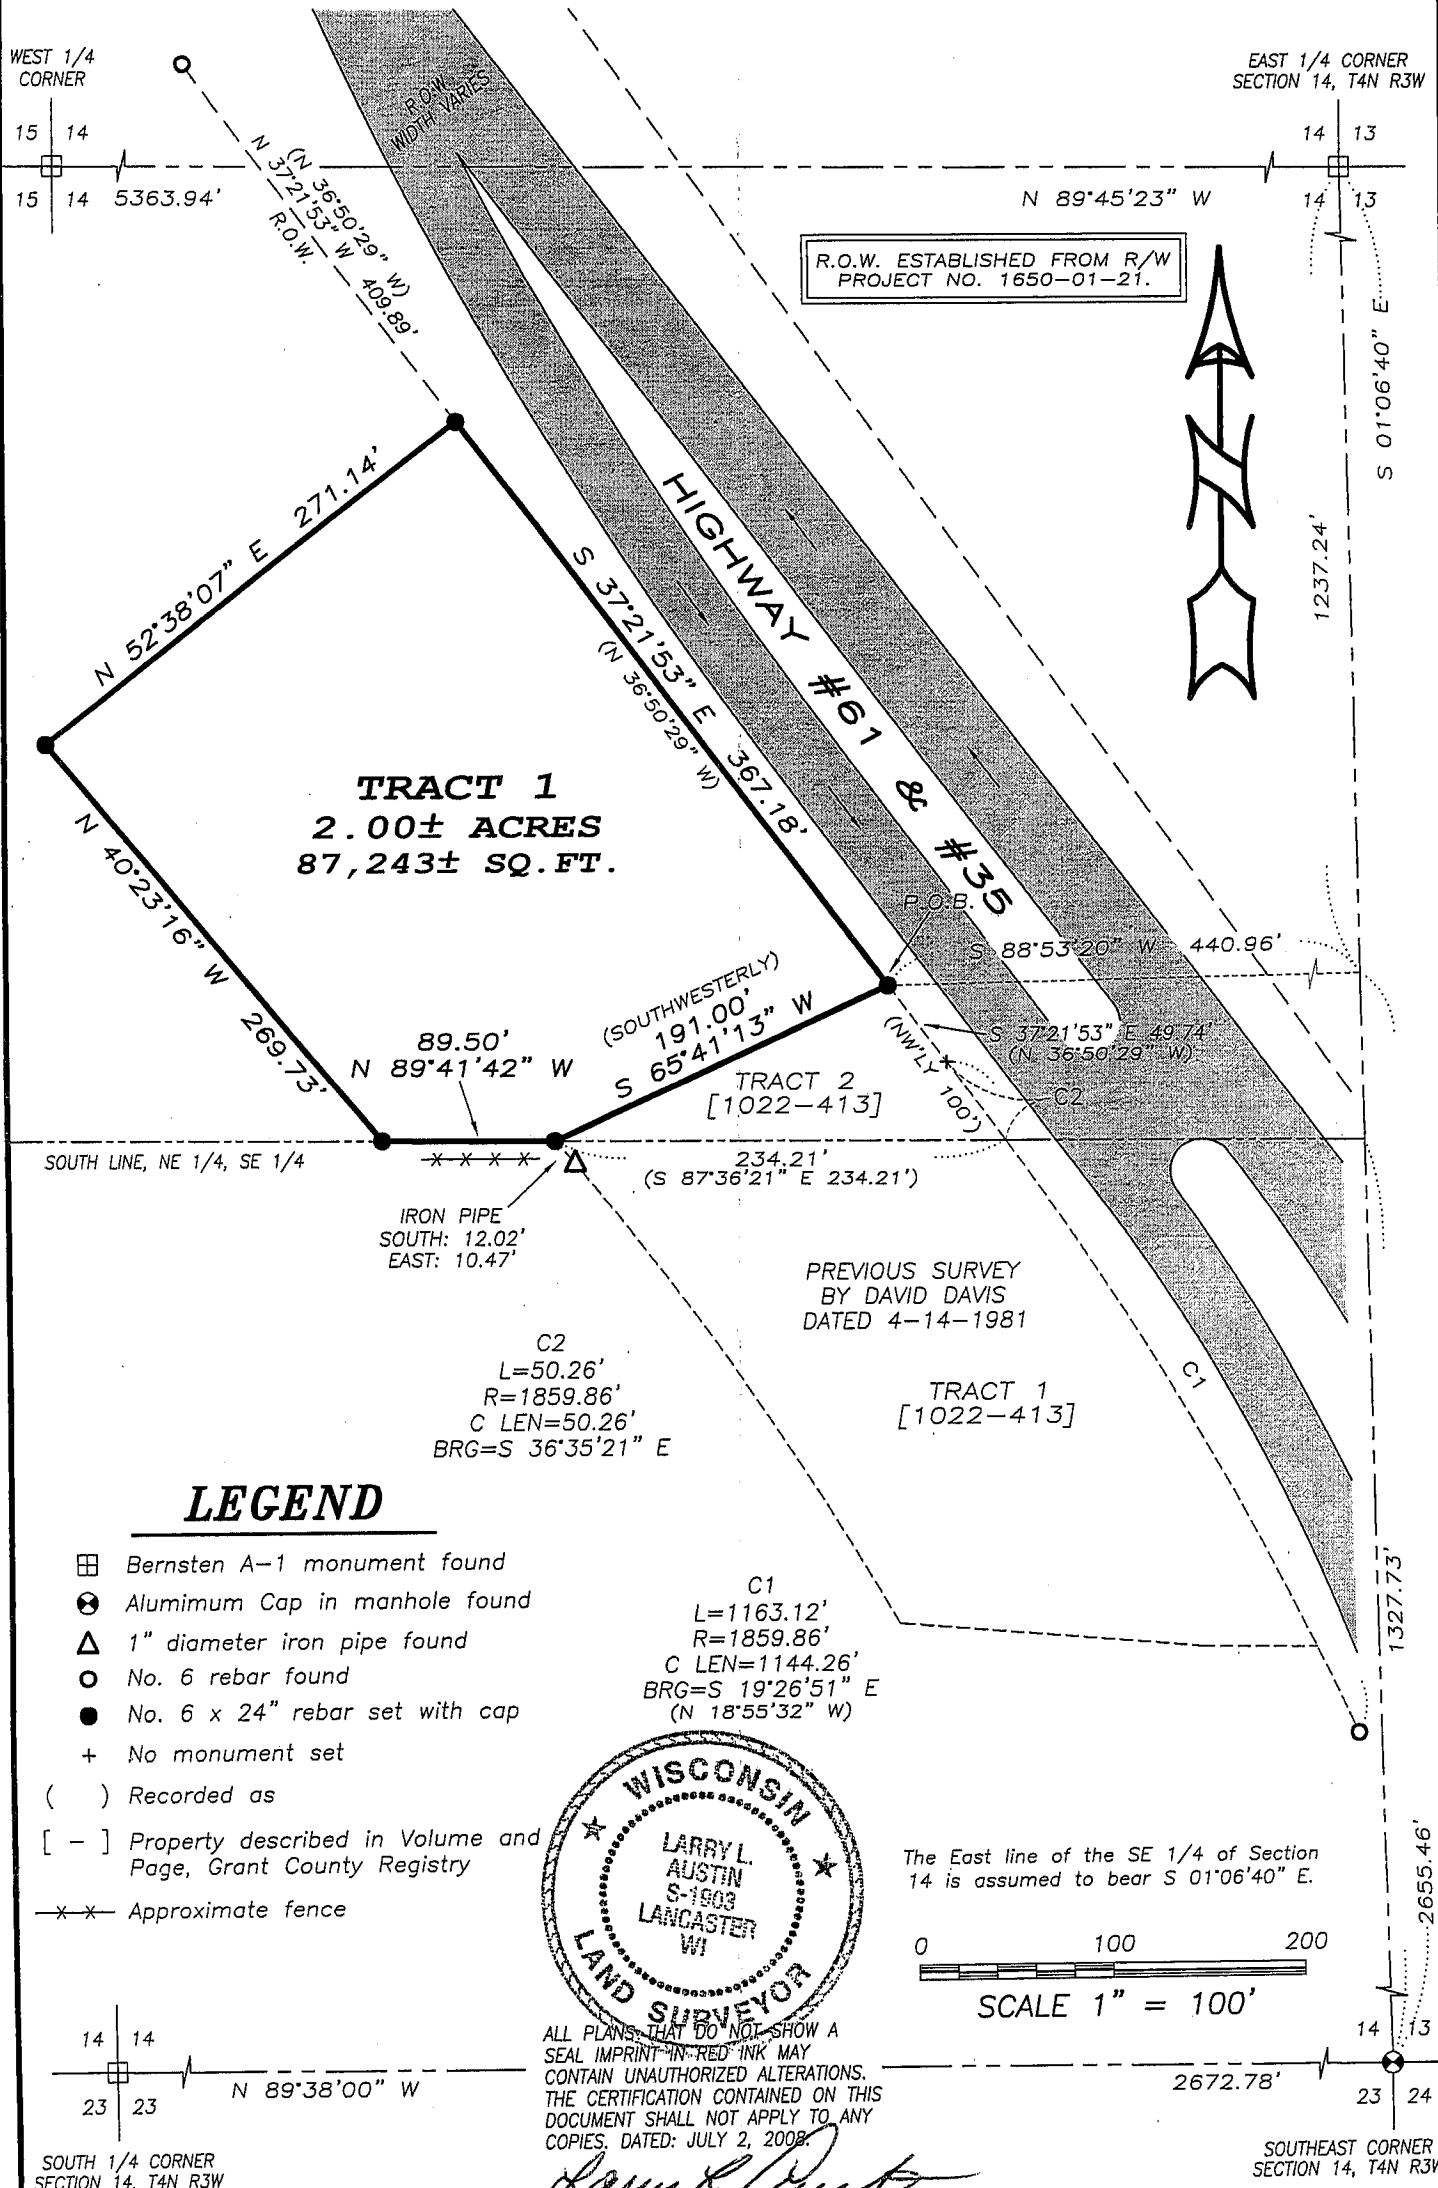 WEST 1/4
CORNER
EAST 1/4 CORNER
SECTION 14, T4N R3W
15 14
15 14
5363.94'
14 13
14 13
N 89°45'23" W
R.O.W.
WIDTH VARIES
(N 36°50'29" W)
N 37°21'53" W 409.89'
R.O.W.
R.O.W. ESTABLISHED FROM R/W
PROJECT NO. 1650-01-21.
N
S 01°06'40" E
1237.24'
N 52°38'07" E 271.14'
S 37°21'53" E 367.18'
(N 36°50'29" W)
HIGHWAY #61 & #35
TRACT 1
2.00± ACRES
87,243± SQ.FT.
N 40°23'16" W 269.73'
P.O.B.
S 88°53'20" W 440.96'
(SOUTHWESTERLY)
191.00'
S 65°41'13" W
89.50'
N 89°41'42" W
S 37°21'53" E 49.74'
(N 36°50'29" W)
(NW'LY 100')
C2
TRACT 2
[1022-413]
SOUTH LINE, NE 1/4, SE 1/4
234.21'
(S 87°36'21" E 234.21')
IRON PIPE
SOUTH: 12.02'
EAST: 10.47'
PREVIOUS SURVEY
BY DAVID DAVIS
DATED 4-14-1981
C2
L=50.26'
R=1859.86'
C LEN=50.26'
BRG=S 36°35'21" E
TRACT 1
[1022-413]
C1
LEGEND
Bernsten A-1 monument found
Alumimum Cap in manhole found
1" diameter iron pipe found
No. 6 rebar found
No. 6 x 24" rebar set with cap
+ No monument set
( ) Recorded as
[ - ] Property described in Volume and
Page, Grant County Registry
x x Approximate fence
C1
L=1163.12'
R=1859.86'
C LEN=1144.26'
BRG=S 19°26'51" E
(N 18°55'32" W)
1327.73'
WISCONSIN
LARRY L.
AUSTIN
S-1903
LANCASTER
WI
LAND SURVEYOR
The East line of the SE 1/4 of Section
14 is assumed to bear S 01°06'40" E.
2655.46'
0 100 200
SCALE 1" = 100'
ALL PLANS THAT DO NOT SHOW A
SEAL IMPRINT IN RED INK MAY
CONTAIN UNAUTHORIZED ALTERATIONS.
THE CERTIFICATION CONTAINED ON THIS
DOCUMENT SHALL NOT APPLY TO ANY
COPIES. DATED: JULY 2, 2008.
14 14
23 23
N 89°38'00" W
2672.78'
14 13
23 24
SOUTH 1/4 CORNER
SECTION 14, T4N R3W
SOUTHEAST CORNER
SECTION 14, T4N R3W